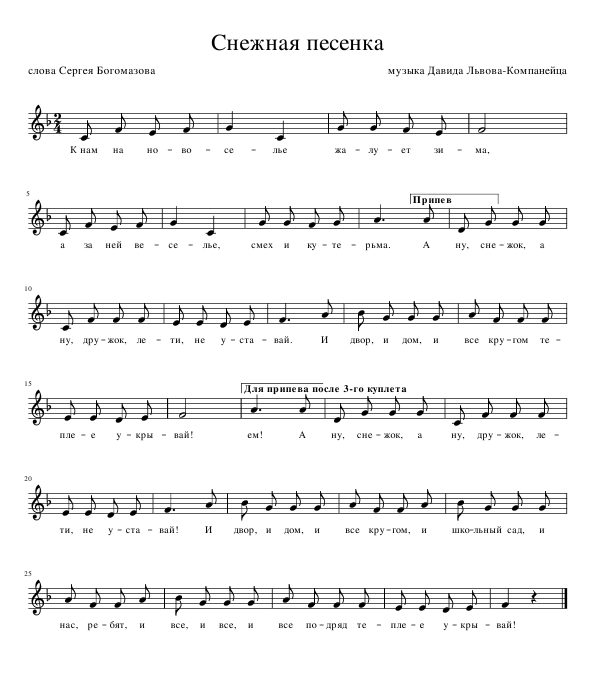 Снежная песенка
слова Сергея Богомазова
музыка Давида Львова-Компанейца
2
4
К нам на но – во – се – лье жа – лу – ет зи – ма,
5
Припев
а за ней ве – се – лье, смех и ку – те – рьма. А ну, сне – жок, а
10
ну, дру – жок, ле – ти, не у – ста – вай. И двор, и дом, и все кру – гом те –
15
Для припева после 3-го куплета
пле – е у – кры – вай! ем! А ну, сне – жок, а ну, дру – жок, ле –
20
ти, не у – ста – вай! И двор, и дом, и все кру – гом, и шко – льный сад, и
25
нас, ре – бят, и все, и все, и все по – дряд те – пле – е у – кры – вай!